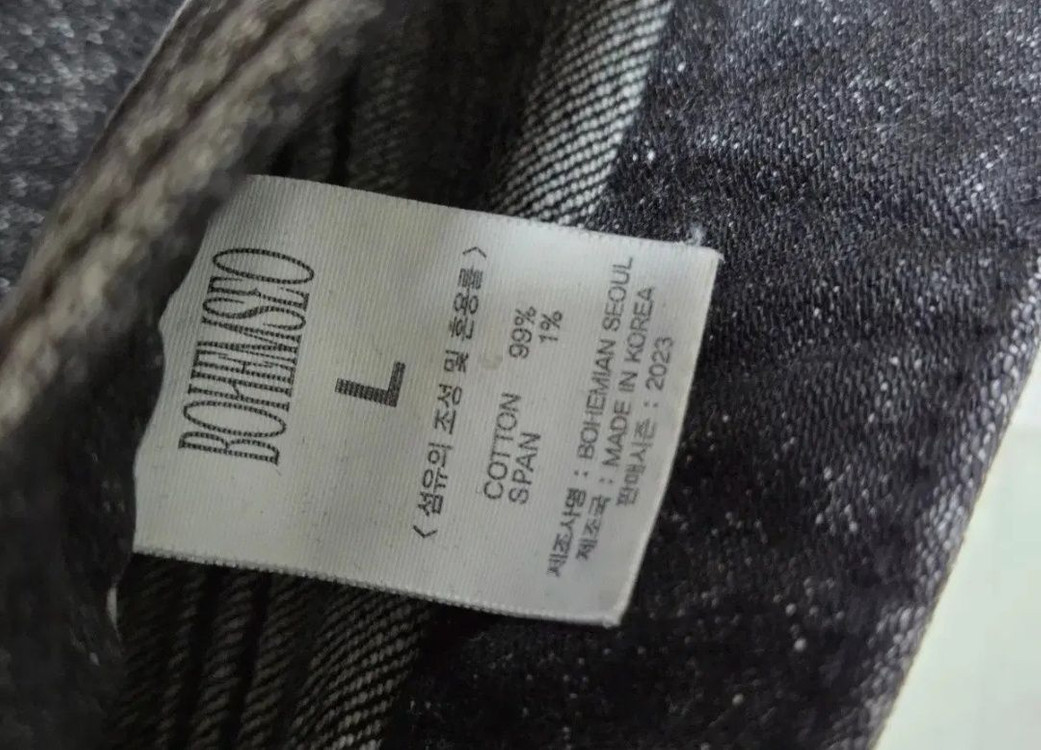 BOHEMSEO
L
< 섬유의 조성 및 혼용률 >
COTTON 99%
SPAN 1%
제조사명 : BOHEMIAN SEOUL
제조국 : MADE IN KOREA
판매시즌 : 2023